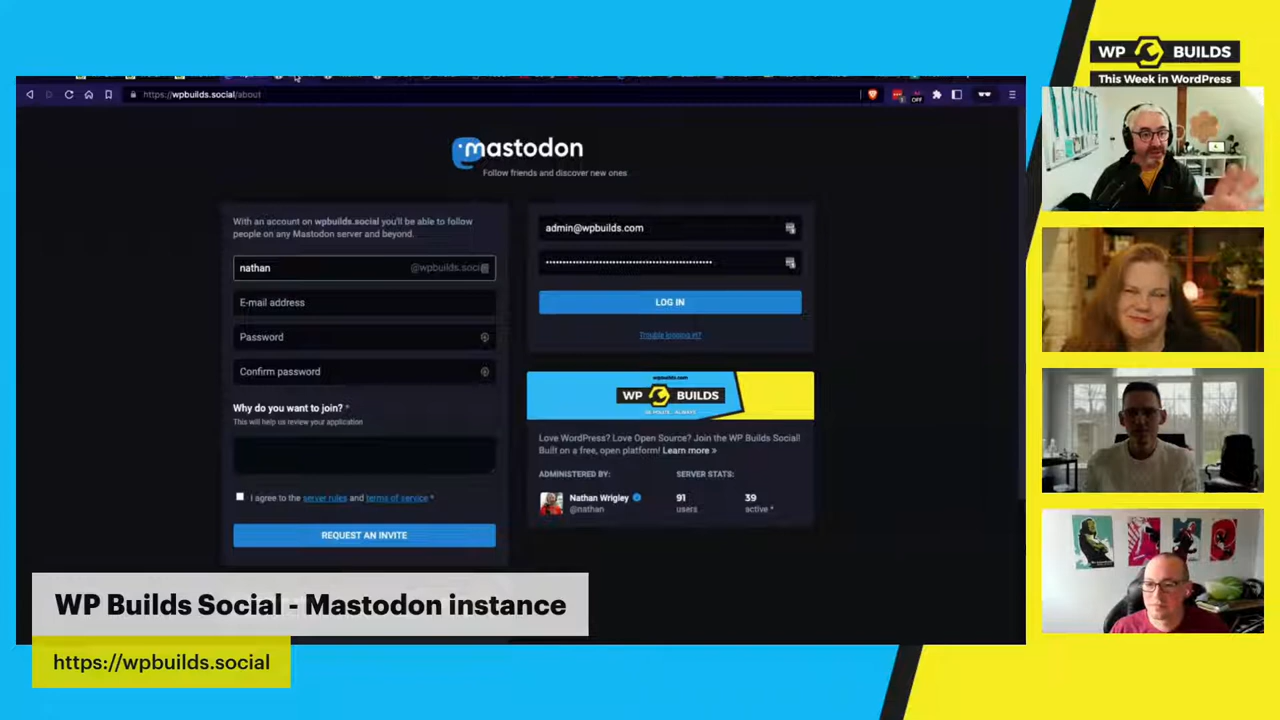 WP BUILDS
This Week in WordPress
https://wpbuilds.social/about
OFF
mastodon
Follow friends and discover new ones
With an account on wpbuilds.social you'll be able to follow
people on any Mastodon server and beyond.
nathan @wpbuilds.social
E-mail address
Password
Confirm password
Why do you want to join? *
This will help us review your application
I agree to the server rules and terms of service *
REQUEST AN INVITE
admin@wpbuilds.com
LOG IN
Trouble logging in?
wpbuilds.com
WP BUILDS
BE POLITE... ALWAYS
Love WordPress? Love Open Source? Join the WP Builds Social!
Built on a free, open platform! Learn more »
ADMINISTERED BY: SERVER STATS:
Nathan Wrigley 91 39
@nathan users active *
WP Builds Social - Mastodon instance
https://wpbuilds.social